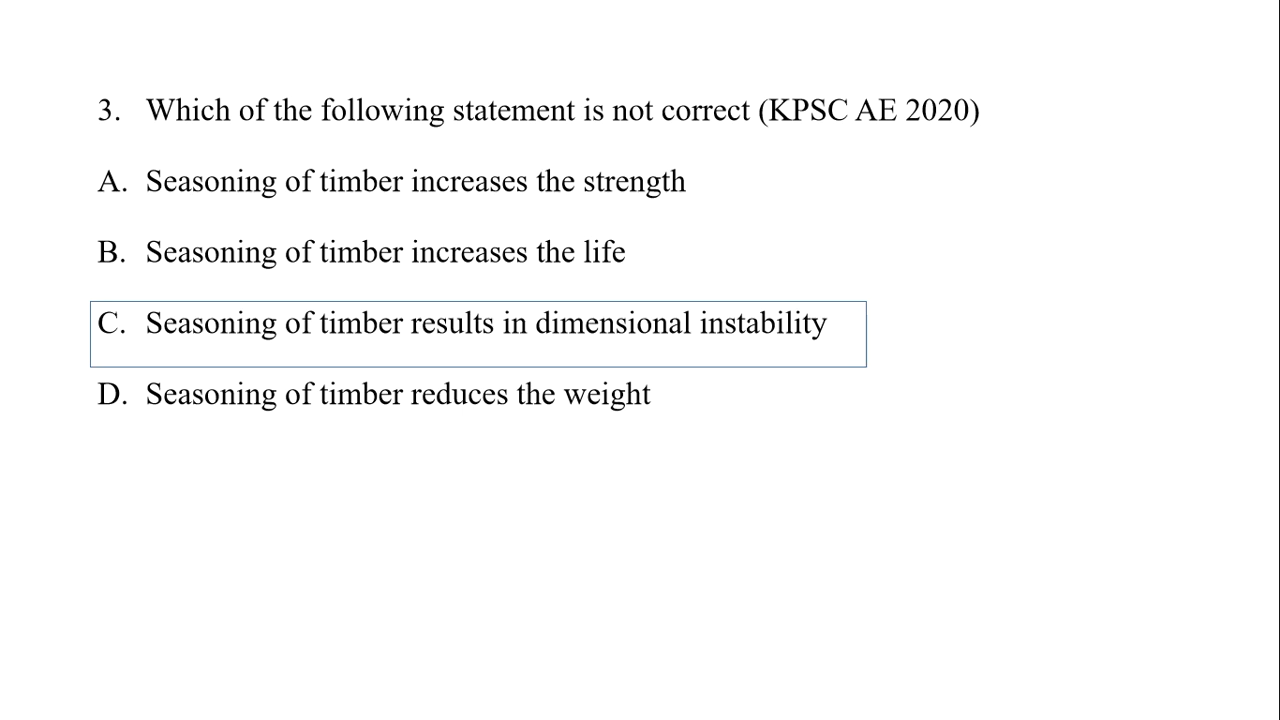 3. Which of the following statement is not correct (KPSC AE 2020)
A. Seasoning of timber increases the strength
B. Seasoning of timber increases the life
C. Seasoning of timber results in dimensional instability
D. Seasoning of timber reduces the weight